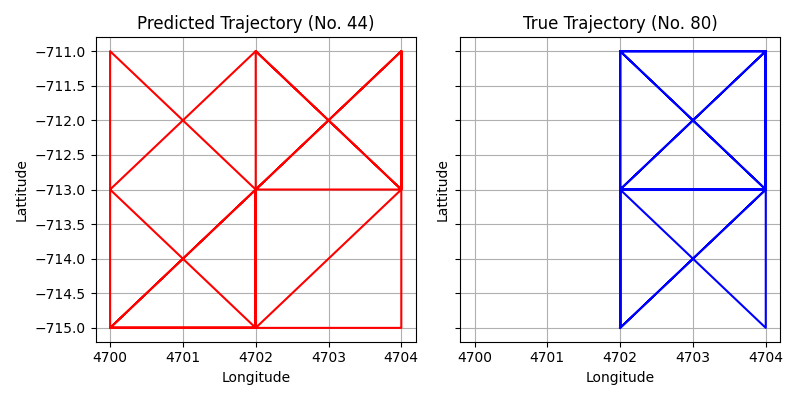 Predicted Trajectory (No. 44)
True Trajectory (No. 80)
−711.0
−711.5
−712.0
−712.5
−713.0
−713.5
−714.0
−714.5
−715.0
Lattitude
Lattitude
4700 4701 4702 4703 4704
4700 4701 4702 4703 4704
Longitude
Longitude